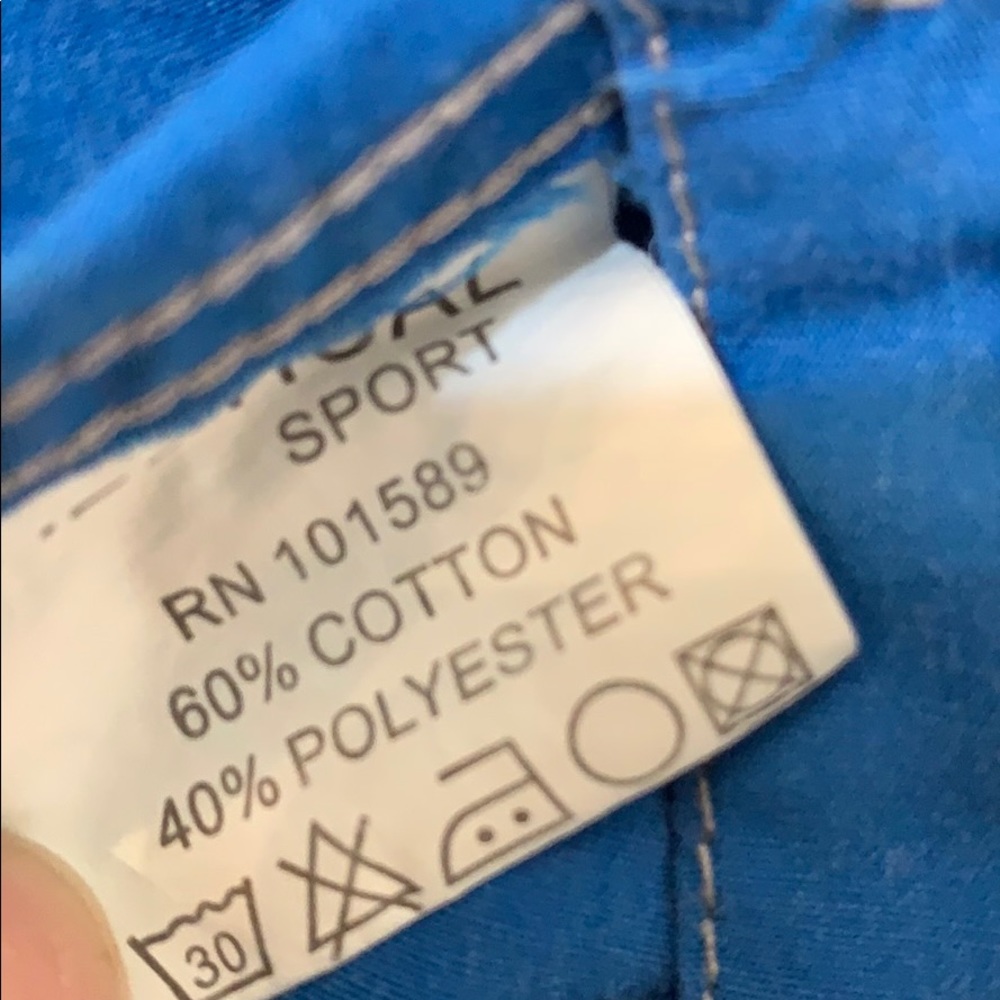 SPORT
RN 101589
60% COTTON
40% POLYESTER
30